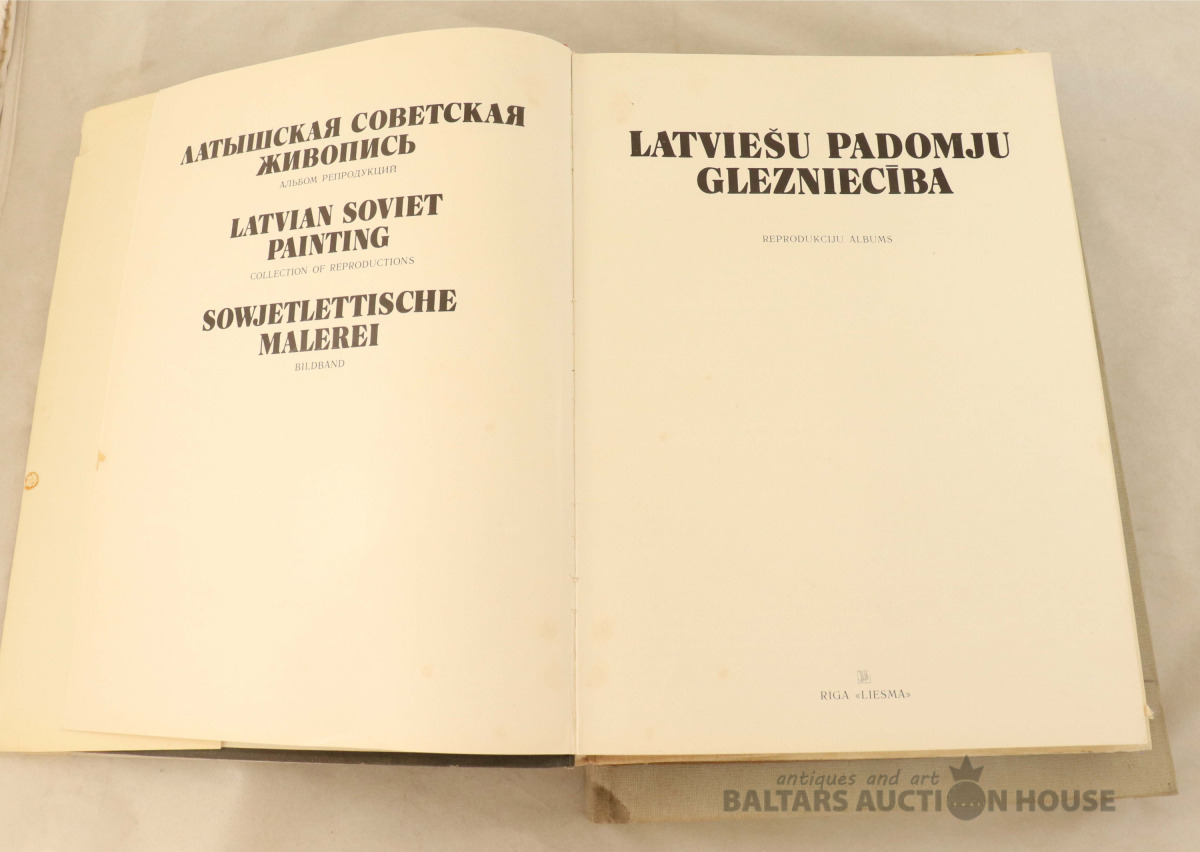 ЛАТЫШСКАЯ СОВЕТСКАЯ
ЖИВОПИСЬ
АЛЬБОМ РЕПРОДУКЦИЙ
LATVIAN SOVIET
PAINTING
COLLECTION OF REPRODUCTIONS
SOWJETLETTISCHE
MALEREI
BILDBAND
LATVIEŠU PADOMJU
GLEZNIECĪBA
REPRODUKCIJU ALBUMS
RIGA «LIESMA»
antiques and art
BALTARS AUCTION HOUSE